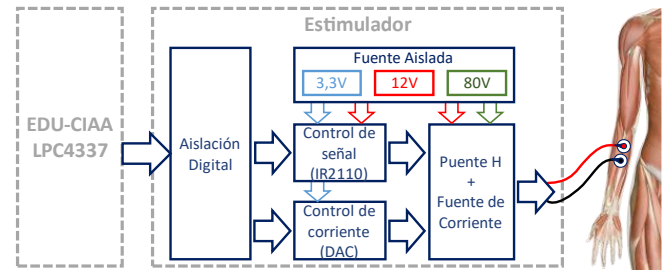 Estimulador
Fuente Aislada
3,3V
12V
80V
EDU-CIAA
LPC4337
Aislación
Digital
Control de
señal
(IR2110)
Control de
corriente
(DAC)
Puente H
+
Fuente de
Corriente